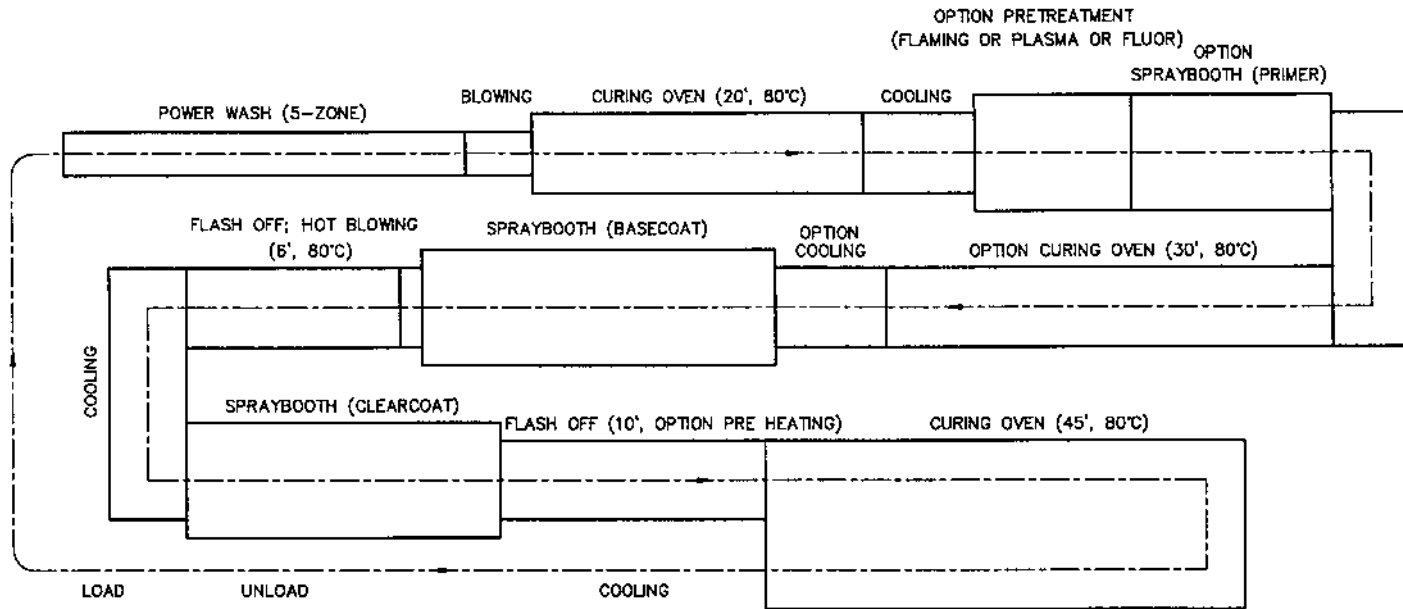 OPTION PRETREATMENT
(FLAMING OR PLASMA OR FLUOR)
OPTION
SPRAYBOOTH (PRIMER)
POWER WASH (5-ZONE)
BLOWING
CURING OVEN (20', 80°C)
COOLING
FLASH OFF; HOT BLOWING
(6', 80°C)
SPRAYBOOTH (BASECOAT)
OPTION
COOLING
OPTION CURING OVEN (30', 80°C)
COOLING
SPRAYBOOTH (CLEARCOAT)
FLASH OFF (10', OPTION PRE HEATING)
CURING OVEN (45', 80°C)
LOAD
UNLOAD
COOLING